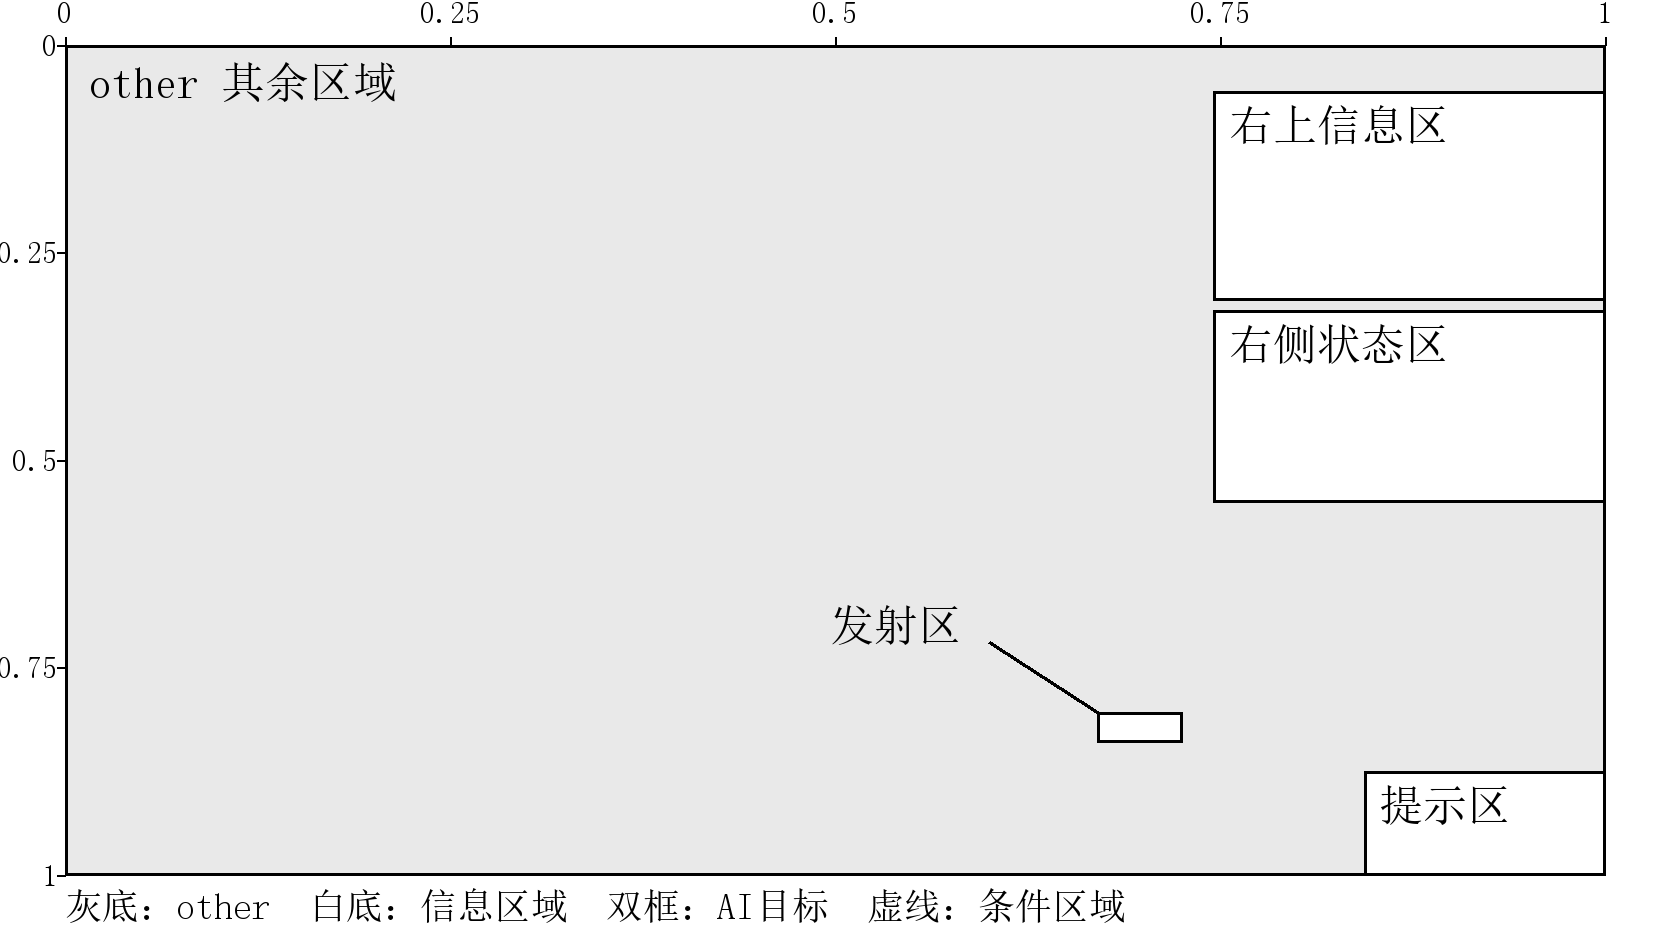 0 0.25 0.5 0.75 1
0
other 其余区域
右上信息区
0.25
右侧状态区
0.5
发射区
0.75
提示区
1
灰底：other 白底：信息区域 双框：AI目标 虚线：条件区域